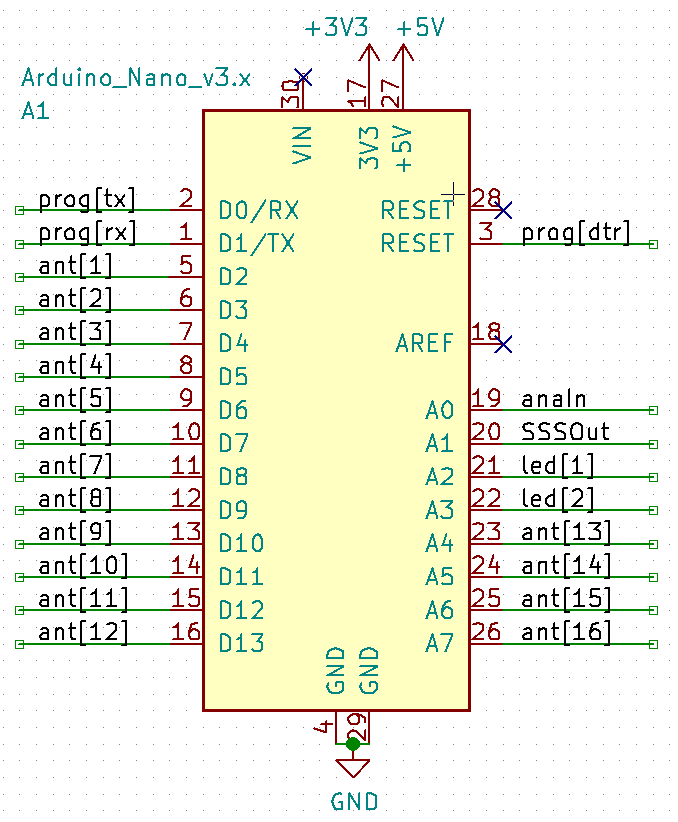 +3V3 +5V
Arduino_Nano_v3.x
A1
30 17 27
VIN 3V3 +5V
prog[tx] 2 D0/RX RESET 28
prog[rx] 1 D1/TX RESET 3 prog[dtr]
ant[1] 5 D2
ant[2] 6 D3
ant[3] 7 D4 AREF 18
ant[4] 8 D5
ant[5] 9 D6 A0 19 anaIn
ant[6] 10 D7 A1 20 SSSOut
ant[7] 11 D8 A2 21 led[1]
ant[8] 12 D9 A3 22 led[2]
ant[9] 13 D10 A4 23 ant[13]
ant[10] 14 D11 A5 24 ant[14]
ant[11] 15 D12 A6 25 ant[15]
ant[12] 16 D13 A7 26 ant[16]
GND GND
4 29
GND